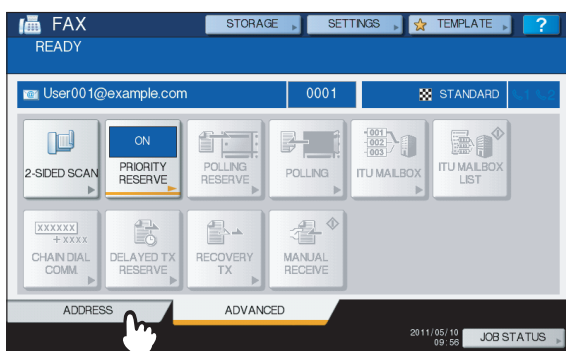 FAX
STORAGE
SETTINGS
TEMPLATE
?
READY
User001@example.com
0001
STANDARD
1
2
2-SIDED SCAN
ON
PRIORITY
RESERVE
POLLING
RESERVE
POLLING
001
002
003
ITU MAILBOX
ITU MAILBOX
LIST
XXXXXX
+ XXXX
CHAIN DIAL
COMM.
DELAYED TX
RESERVE
RECOVERY
TX
MANUAL
RECEIVE
ADDRESS
ADVANCED
2011/05/10
09:56
JOB STATUS